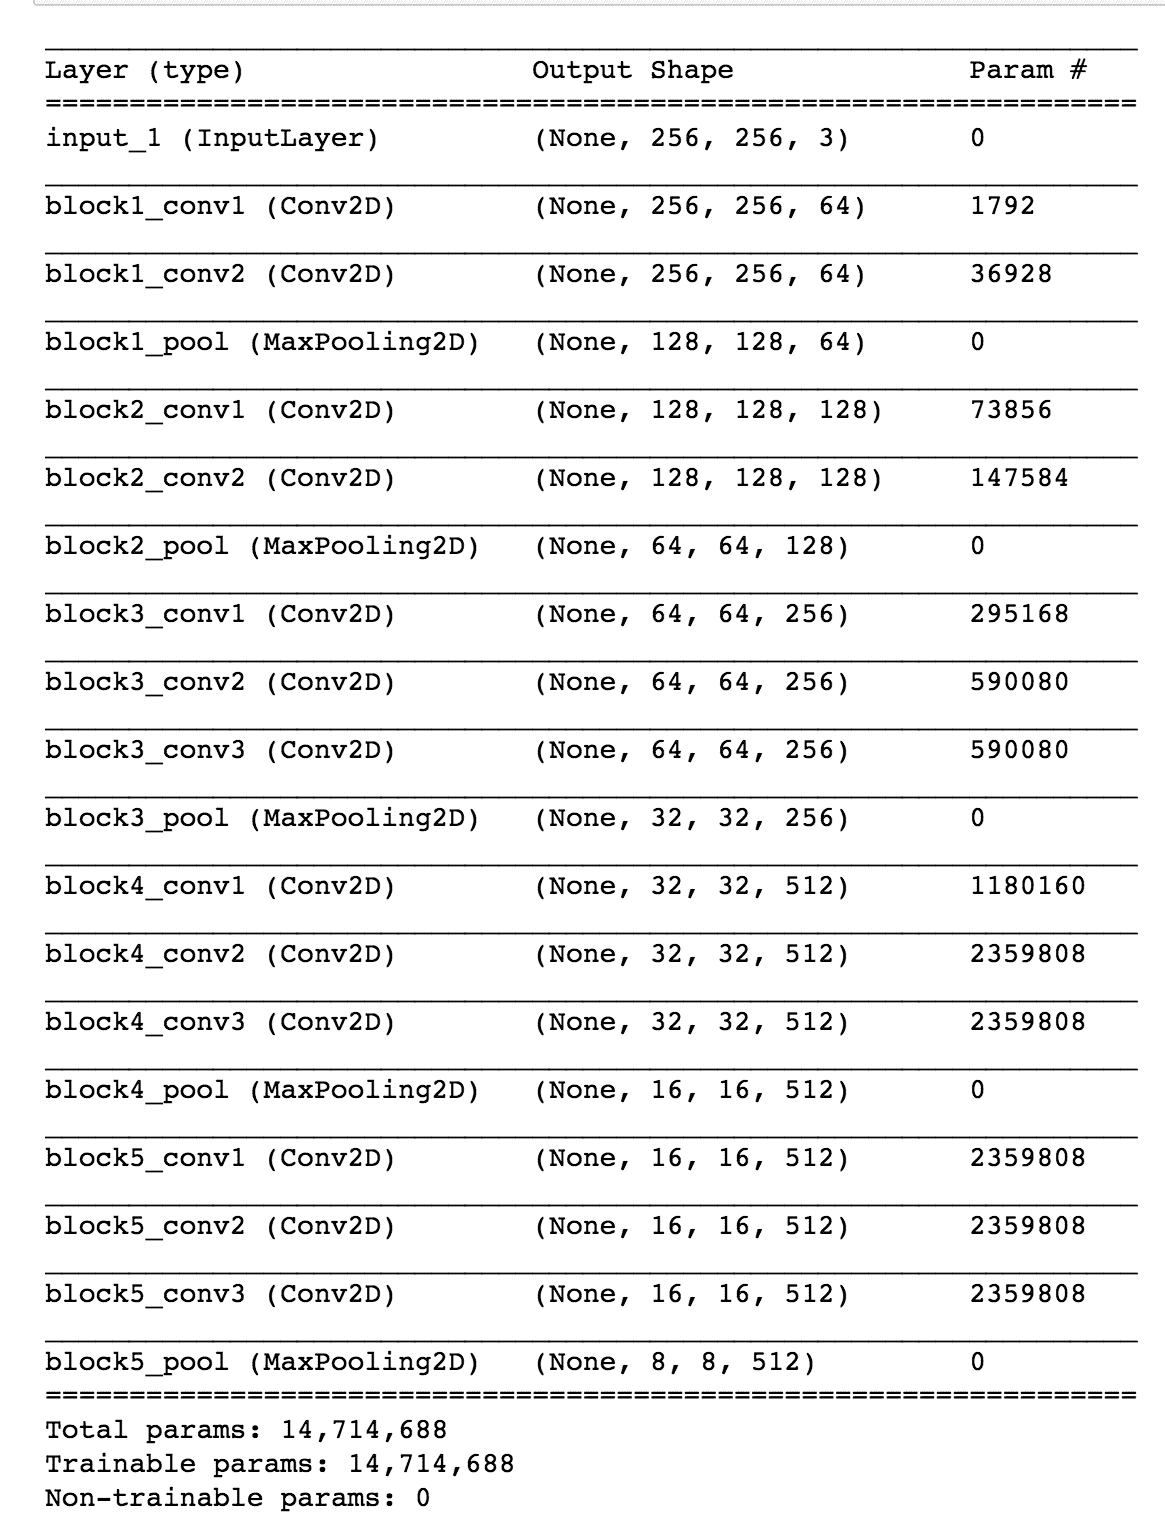 Layer (type) Output Shape Param #
input_1 (InputLayer) (None, 256, 256, 3) 0
block1_conv1 (Conv2D) (None, 256, 256, 64) 1792
block1_conv2 (Conv2D) (None, 256, 256, 64) 36928
block1_pool (MaxPooling2D) (None, 128, 128, 64) 0
block2_conv1 (Conv2D) (None, 128, 128, 128) 73856
block2_conv2 (Conv2D) (None, 128, 128, 128) 147584
block2_pool (MaxPooling2D) (None, 64, 64, 128) 0
block3_conv1 (Conv2D) (None, 64, 64, 256) 295168
block3_conv2 (Conv2D) (None, 64, 64, 256) 590080
block3_conv3 (Conv2D) (None, 64, 64, 256) 590080
block3_pool (MaxPooling2D) (None, 32, 32, 256) 0
block4_conv1 (Conv2D) (None, 32, 32, 512) 1180160
block4_conv2 (Conv2D) (None, 32, 32, 512) 2359808
block4_conv3 (Conv2D) (None, 32, 32, 512) 2359808
block4_pool (MaxPooling2D) (None, 16, 16, 512) 0
block5_conv1 (Conv2D) (None, 16, 16, 512) 2359808
block5_conv2 (Conv2D) (None, 16, 16, 512) 2359808
block5_conv3 (Conv2D) (None, 16, 16, 512) 2359808
block5_pool (MaxPooling2D) (None, 8, 8, 512) 0
Total params: 14,714,688
Trainable params: 14,714,688
Non-trainable params: 0